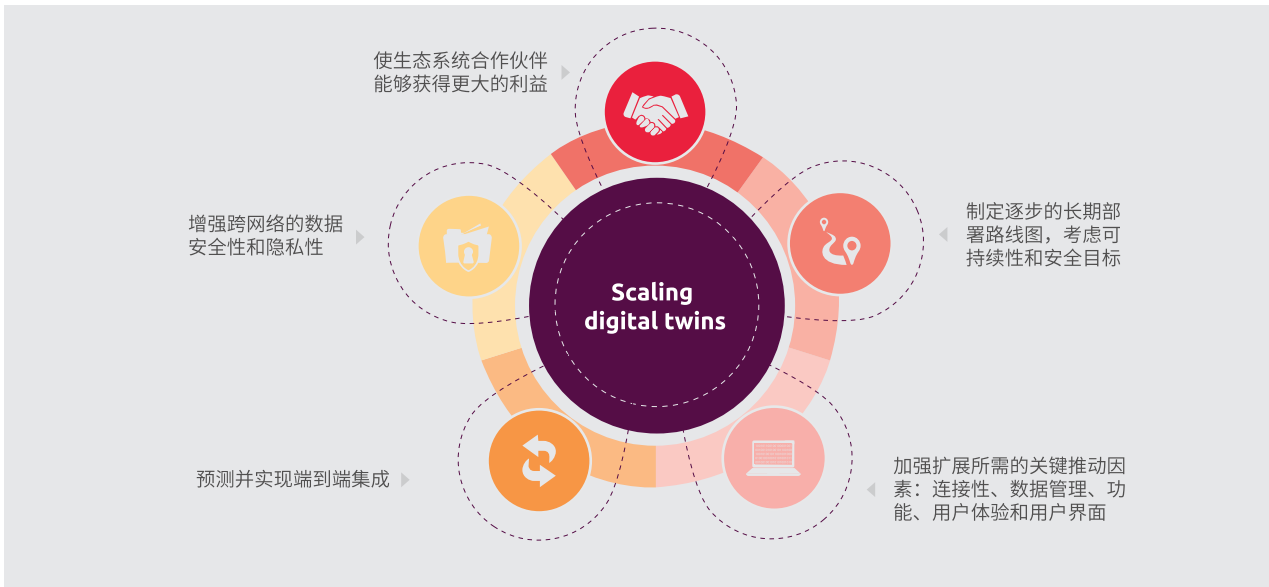 使生态系统合作伙伴
能够获得更大的利益
增强跨网络的数据
安全性和隐私性
制定逐步的长期部
署路线图，考虑可
持续性和安全目标
Scaling
digital twins
预测并实现端到端集成
加强扩展所需的关键推动因
素：连接性、数据管理、功
能、用户体验和用户界面